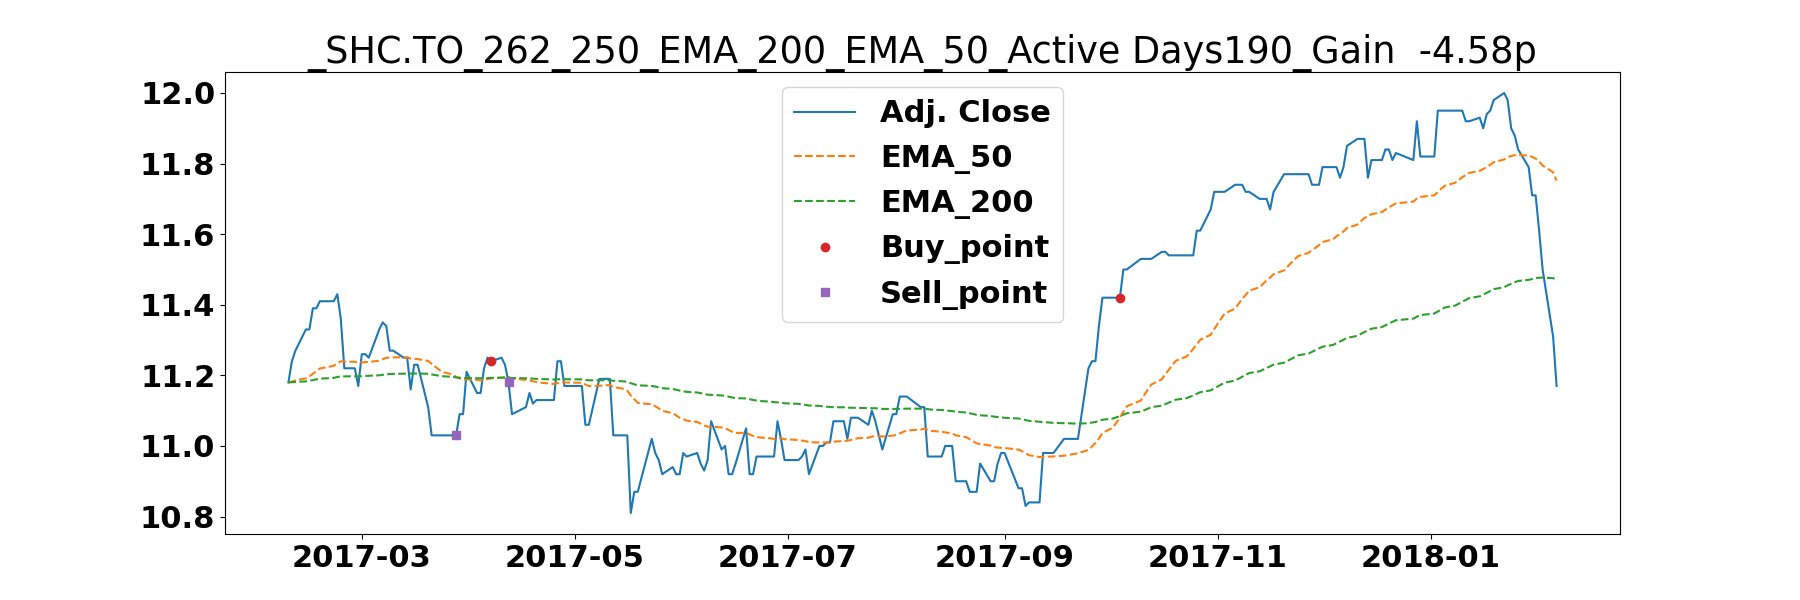 _SHC.TO_262_250_EMA_200_EMA_50_Active Days190_Gain  -4.58p
12.0
11.8
11.6
11.4
11.2
11.0
10.8
Adj. Close
EMA_50
EMA_200
Buy_point
Sell_point
2017-03 2017-05 2017-07 2017-09 2017-11 2018-01